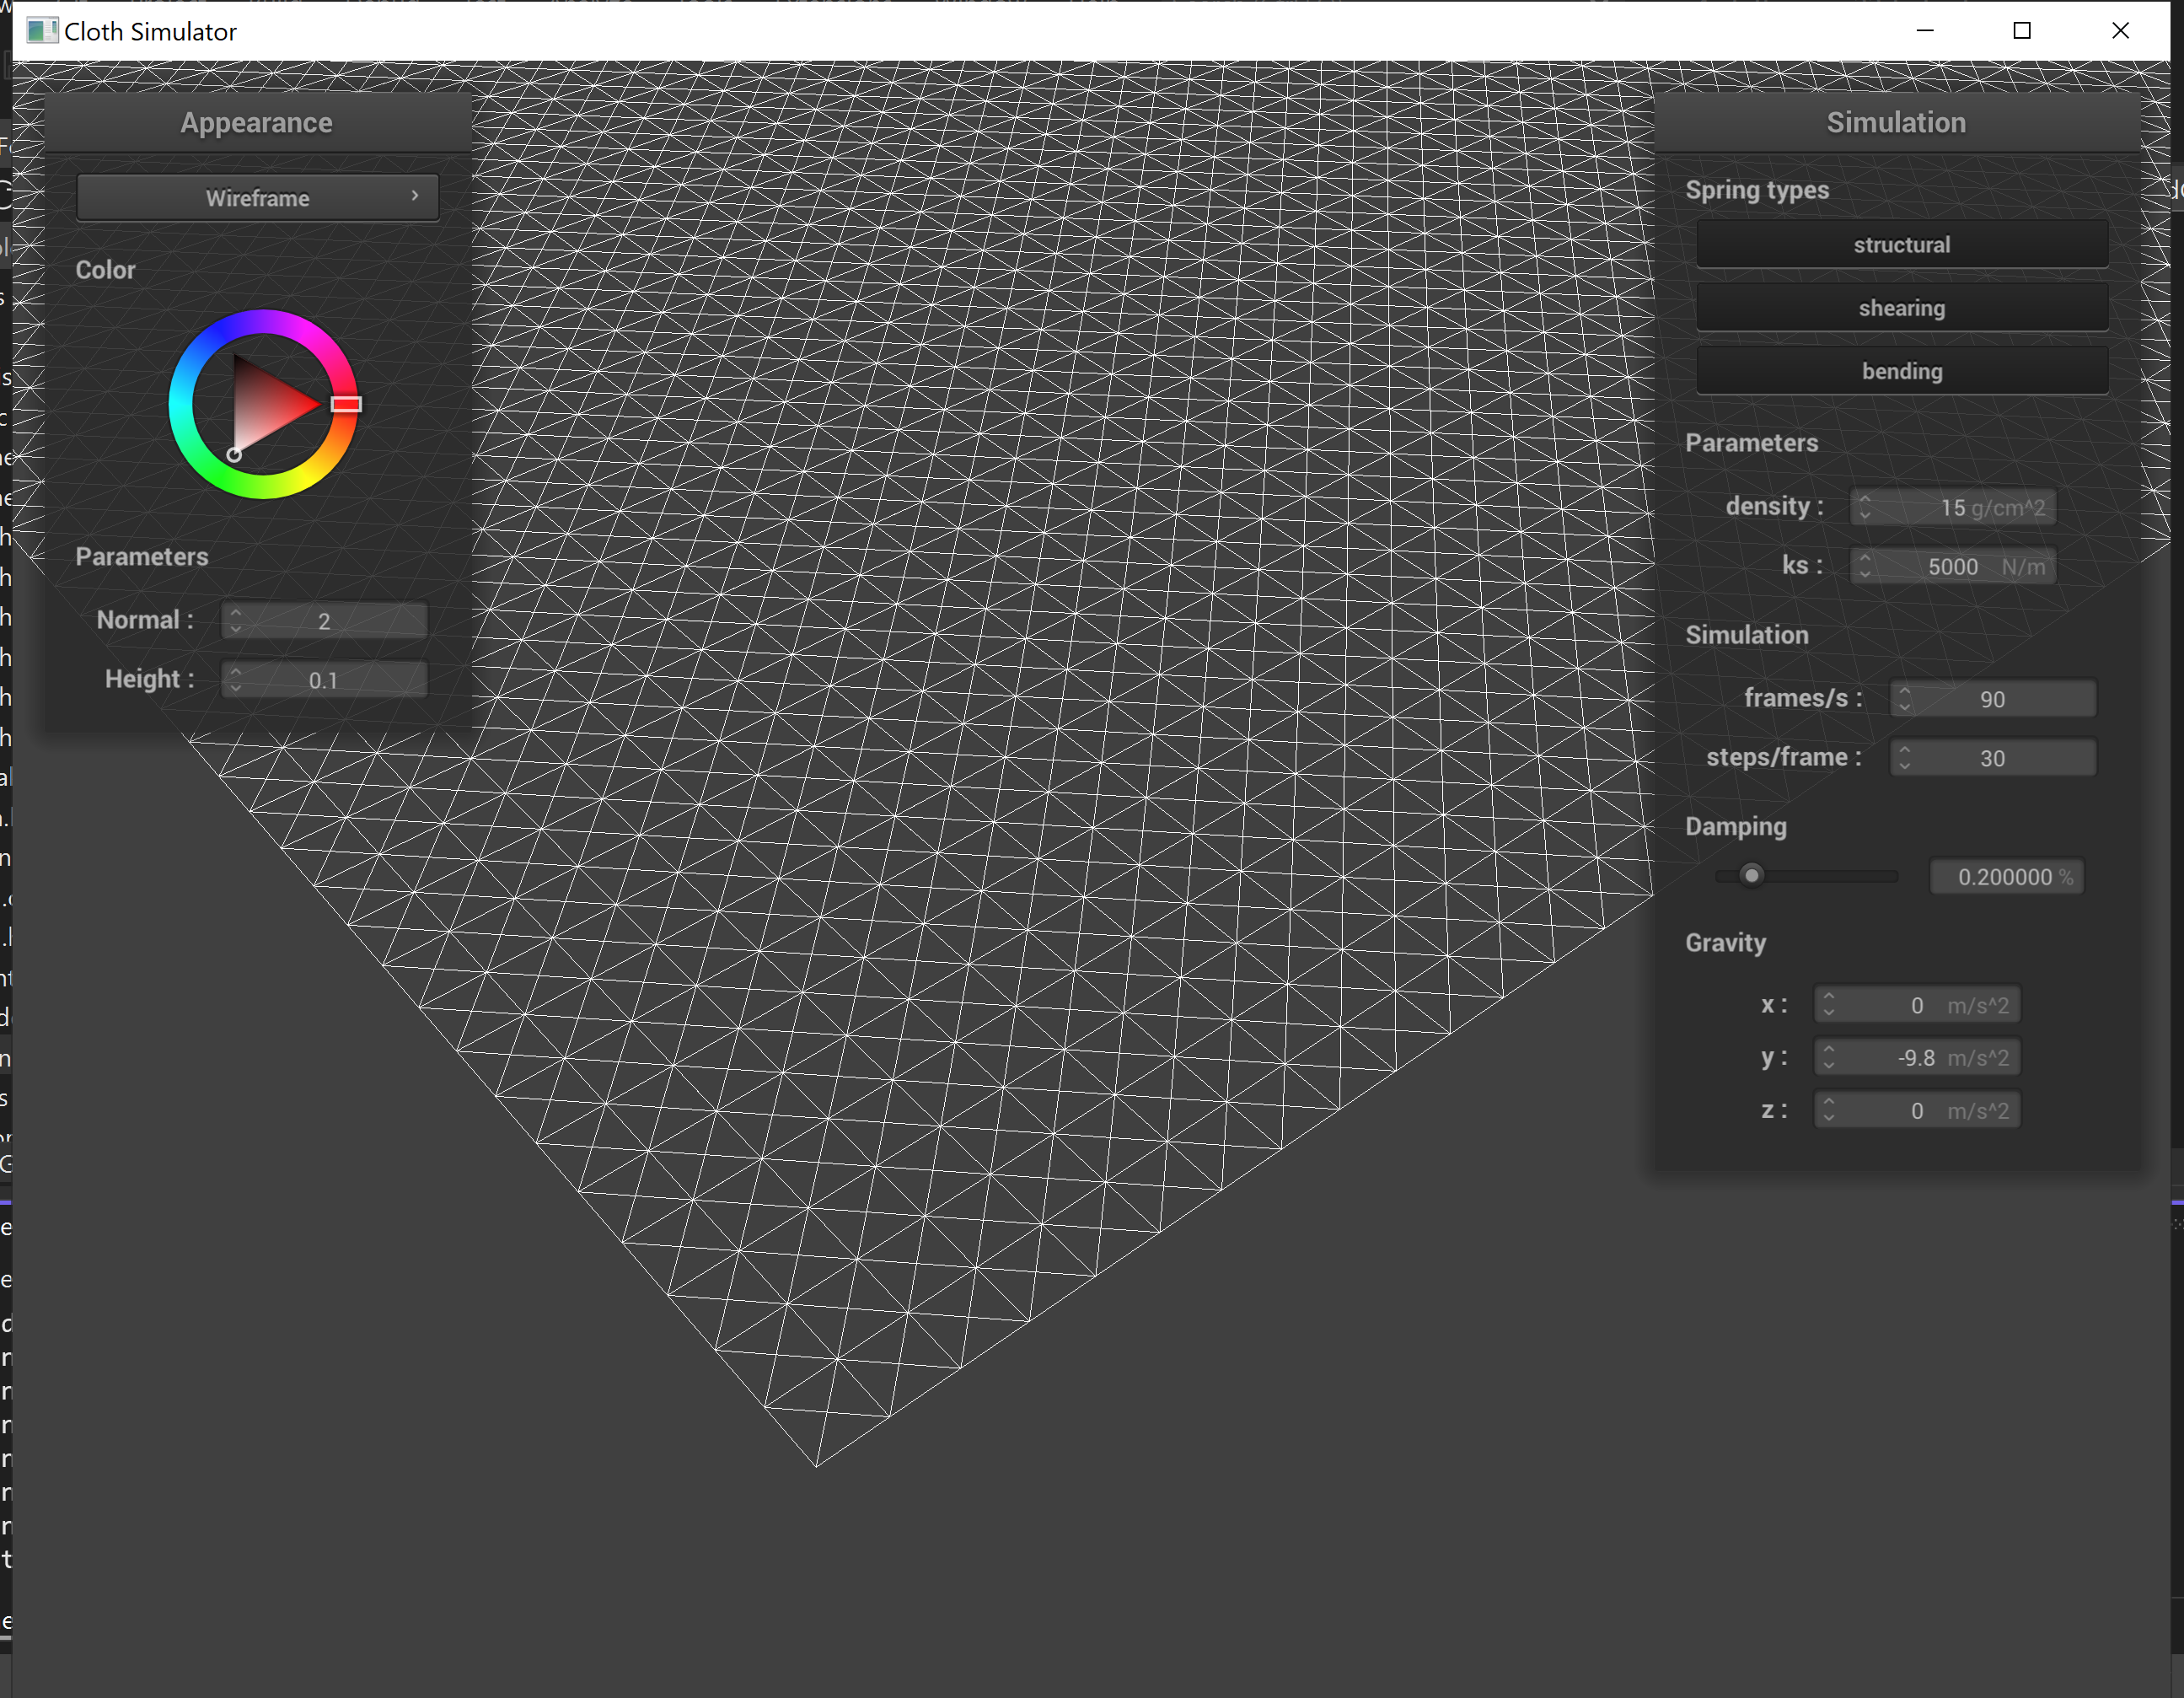 Cloth Simulator
Appearance
Wireframe
Color
Parameters
Normal : 2
Height : 0.1
Simulation
Spring types
structural
shearing
bending
Parameters
density : 15 g/cm^2
ks : 5000 N/m
Simulation
frames/s : 90
steps/frame : 30
Damping
0.200000 %
Gravity
x : 0 m/s^2
y : -9.8 m/s^2
z : 0 m/s^2